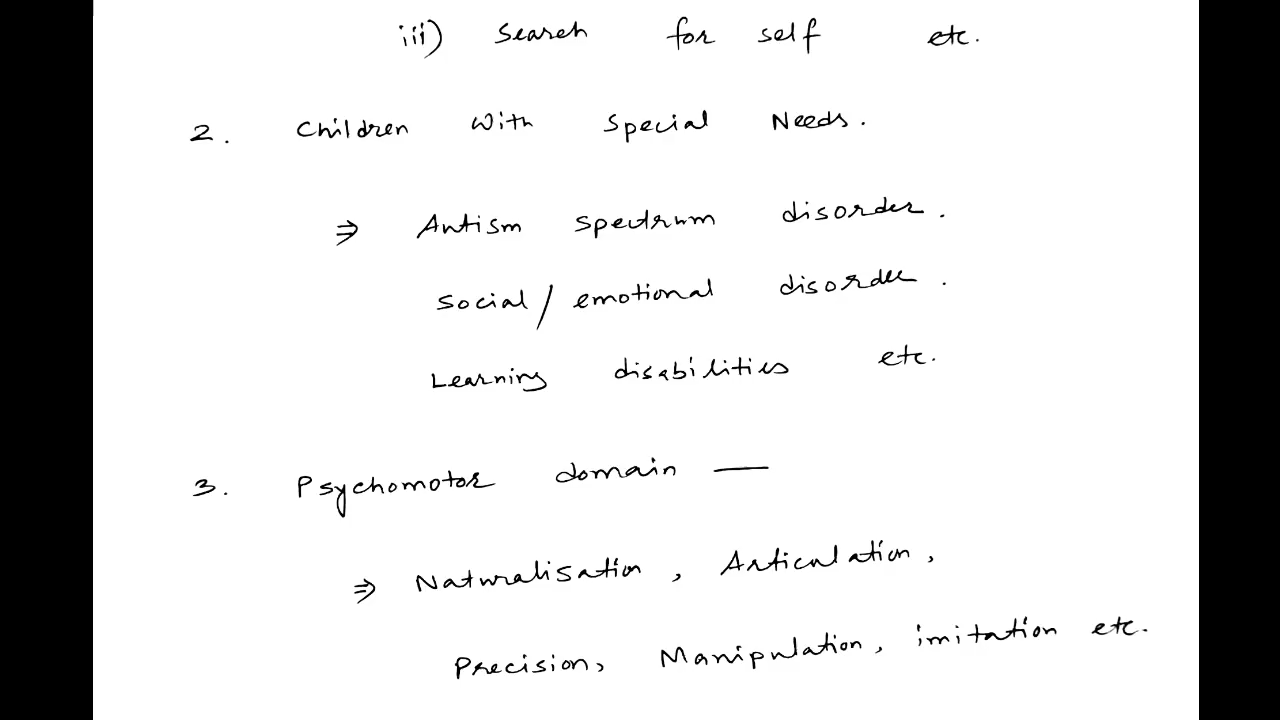 iii) Search for self etc.
2. Children With Special Needs.
⇒ Autism spectrum disorder.
Social / emotional disorder.
Learning disabilities etc.
3. Psychomotor domain —
⇒ Naturalisation, Articulation,
Precision, Manipulation, imitation etc.